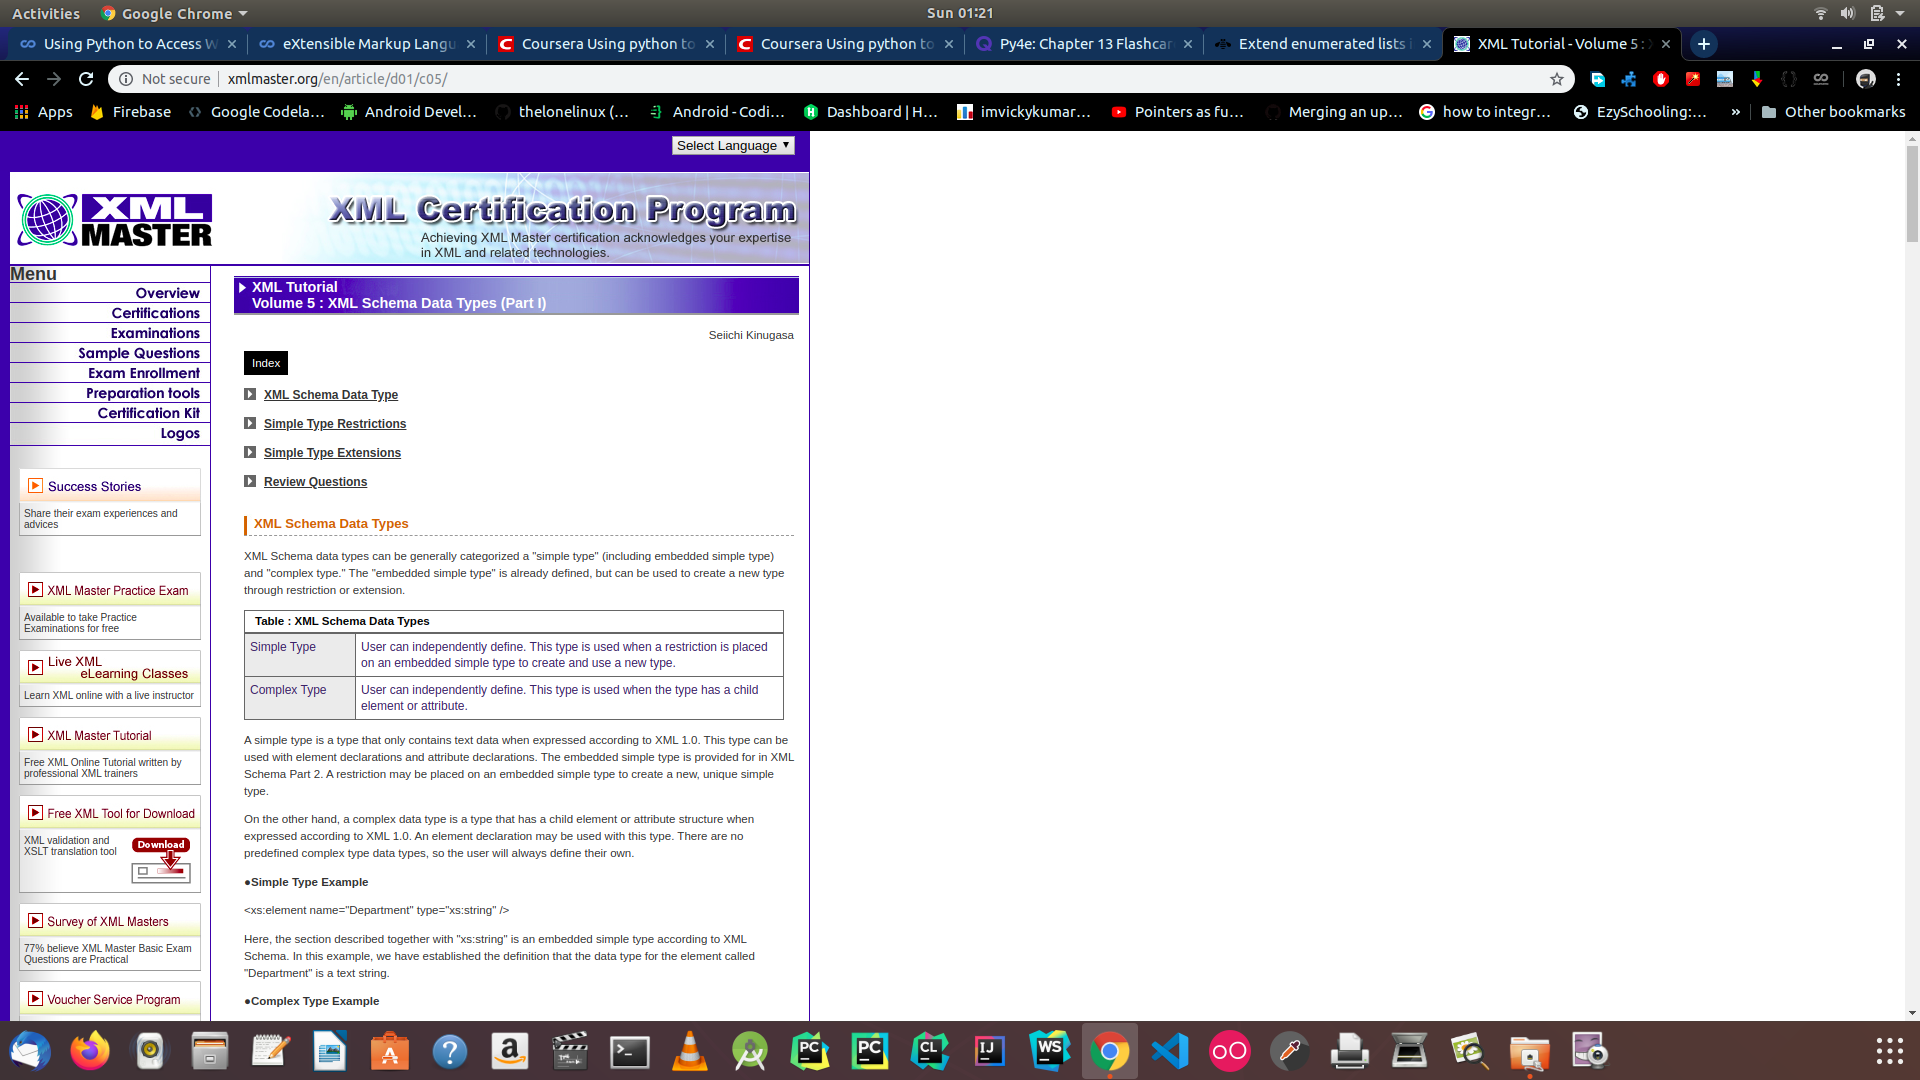 Activities
Google Chrome
Sun 01:21
Using Python to Access W
eXtensible Markup Langu
Coursera Using python to
Coursera Using python to
Py4e: Chapter 13 Flashcar
Extend enumerated lists i
XML Tutorial - Volume 5 :
Not secure
xmlmaster.org/en/article/d01/c05/
Apps
Firebase
Google Codela...
Android Devel...
thelonelinux (...
Android - Codi...
Dashboard | H...
imvickykumar...
Pointers as fu...
Merging an up...
how to integr...
EzySchooling:...
»
Other bookmarks
Select Language
XML
MASTER
XML Certification Program
Achieving XML Master certification acknowledges your expertise
in XML and related technologies.
Menu
Overview
Certifications
Examinations
Sample Questions
Exam Enrollment
Preparation tools
Certification Kit
Logos
Success Stories
Share their exam experiences and
advices
XML Master Practice Exam
Available to take Practice
Examinations for free
Live XML
eLearning Classes
Learn XML online with a live instructor
XML Master Tutorial
Free XML Online Tutorial written by
professional XML trainers
Free XML Tool for Download
XML validation and
XSLT translation tool
Download
Survey of XML Masters
77% believe XML Master Basic Exam
Questions are Practical
Voucher Service Program
XML Tutorial
Volume 5 : XML Schema Data Types (Part I)
Seiichi Kinugasa
Index
XML Schema Data Type
Simple Type Restrictions
Simple Type Extensions
Review Questions
XML Schema Data Types
XML Schema data types can be generally categorized a "simple type" (including embedded simple type)
and "complex type." The "embedded simple type" is already defined, but can be used to create a new type
through restriction or extension.
Table : XML Schema Data Types
Simple Type
User can independently define. This type is used when a restriction is placed
on an embedded simple type to create and use a new type.
Complex Type
User can independently define. This type is used when the type has a child
element or attribute.
A simple type is a type that only contains text data when expressed according to XML 1.0. This type can be
used with element declarations and attribute declarations. The embedded simple type is provided for in XML
Schema Part 2. A restriction may be placed on an embedded simple type to create a new, unique simple
type.
On the other hand, a complex data type is a type that has a child element or attribute structure when
expressed according to XML 1.0. An element declaration may be used with this type. There are no
predefined complex type data types, so the user will always define their own.
●Simple Type Example
<xs:element name="Department" type="xs:string" />
Here, the section described together with "xs:string" is an embedded simple type according to XML
Schema. In this example, we have established the definition that the data type for the element called
"Department" is a text string.
●Complex Type Example
PC
PC
CL
IJ
WS